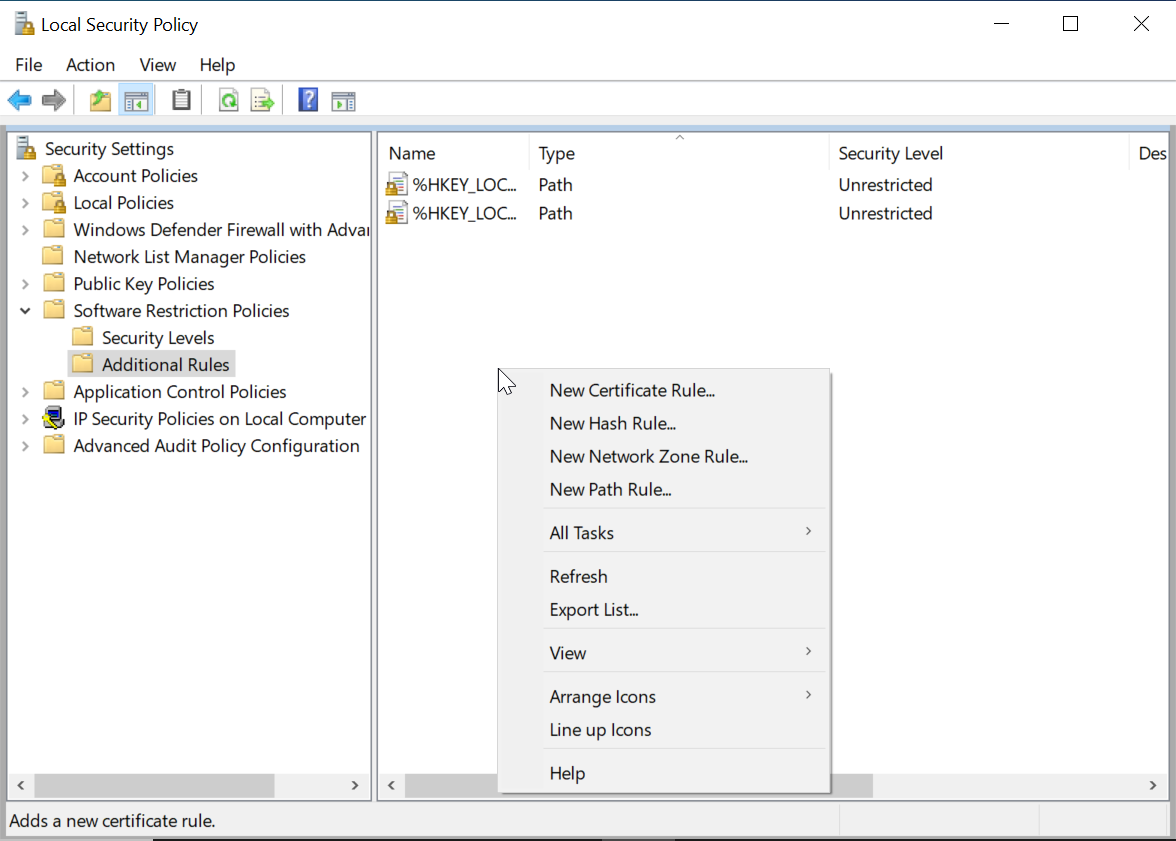 Local Security Policy
File Action View Help
Security Settings
Account Policies
Local Policies
Windows Defender Firewall with Advan
Network List Manager Policies
Public Key Policies
Software Restriction Policies
Security Levels
Additional Rules
Application Control Policies
IP Security Policies on Local Computer
Advanced Audit Policy Configuration
Name Type Security Level Des
%HKEY_LOC... Path Unrestricted
%HKEY_LOC... Path Unrestricted
New Certificate Rule...
New Hash Rule...
New Network Zone Rule...
New Path Rule...
All Tasks
Refresh
Export List...
View
Arrange Icons
Line up Icons
Help
Adds a new certificate rule.